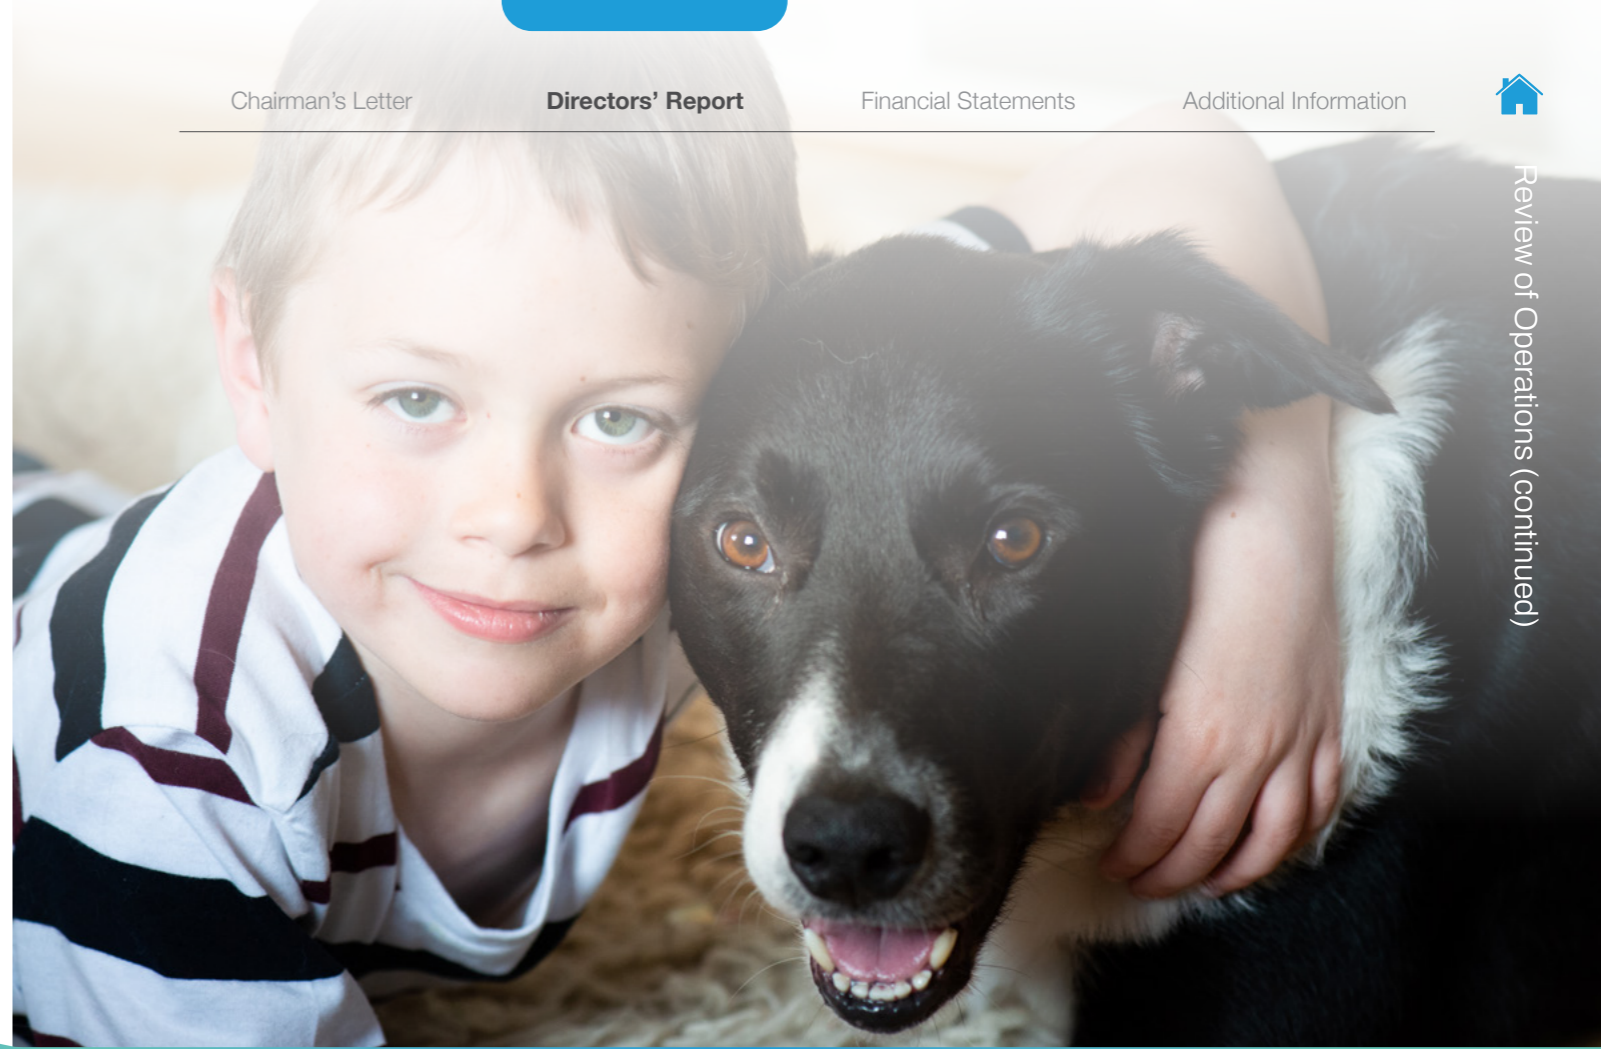 Chairman’s Letter
Directors’ Report
Financial Statements
Additional Information
Review of Operations (continued)